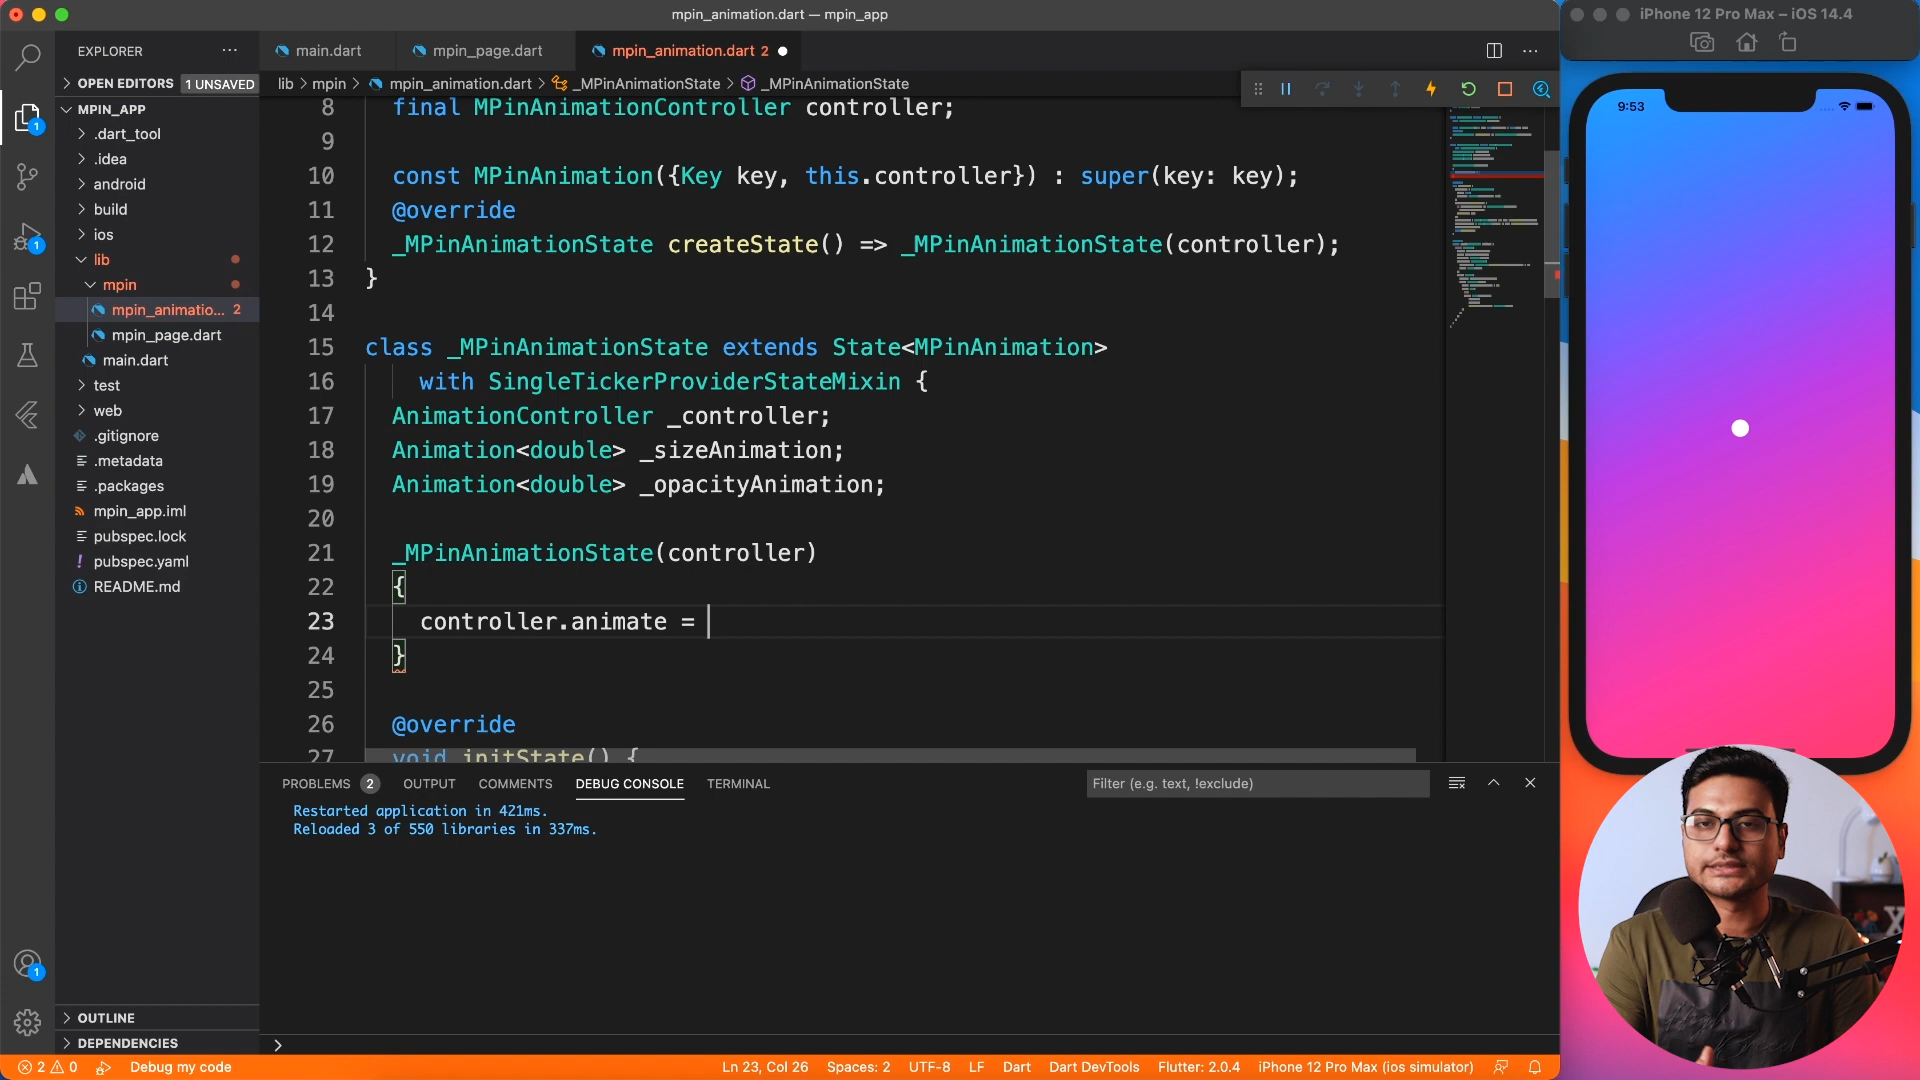 mpin_animation.dart — mpin_app
iPhone 12 Pro Max – iOS 14.4
EXPLORER
main.dart
mpin_page.dart
mpin_animation.dart 2
OPEN EDITORS 1 UNSAVED
lib > mpin > mpin_animation.dart > _MPinAnimationState > _MPinAnimationState
MPIN_APP
.dart_tool
.idea
android
build
ios
lib
mpin
mpin_animatio... 2
mpin_page.dart
main.dart
test
web
.gitignore
.metadata
.packages
mpin_app.iml
pubspec.lock
pubspec.yaml
README.md
OUTLINE
DEPENDENCIES
8 final MPinAnimationController controller;
9
10 const MPinAnimation({Key key, this.controller}) : super(key: key);
11 @override
12 _MPinAnimationState createState() => _MPinAnimationState(controller);
13 }
14
15 class _MPinAnimationState extends State<MPinAnimation>
16 with SingleTickerProviderStateMixin {
17 AnimationController _controller;
18 Animation<double> _sizeAnimation;
19 Animation<double> _opacityAnimation;
20
21 _MPinAnimationState(controller)
22 {
23 controller.animate =
24 }
25
26 @override
27 void initState() {
PROBLEMS 2 OUTPUT COMMENTS DEBUG CONSOLE TERMINAL
Filter (e.g. text, !exclude)
Restarted application in 421ms.
Reloaded 3 of 550 libraries in 337ms.
9:53
1
1
1
2 0 Debug my code
Ln 23, Col 26 Spaces: 2 UTF-8 LF Dart Dart DevTools Flutter: 2.0.4 iPhone 12 Pro Max (ios simulator)